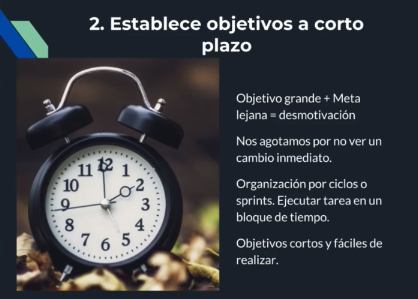 2. Establece objetivos a corto
plazo
Objetivo grande + Meta
lejana = desmotivación
Nos agotamos por no ver un
cambio inmediato.
Organización por ciclos o
sprints. Ejecutar tarea en un
bloque de tiempo.
Objetivos cortos y fáciles de
realizar.
12
1
2
3
4
5
6
7
8
9
10
11